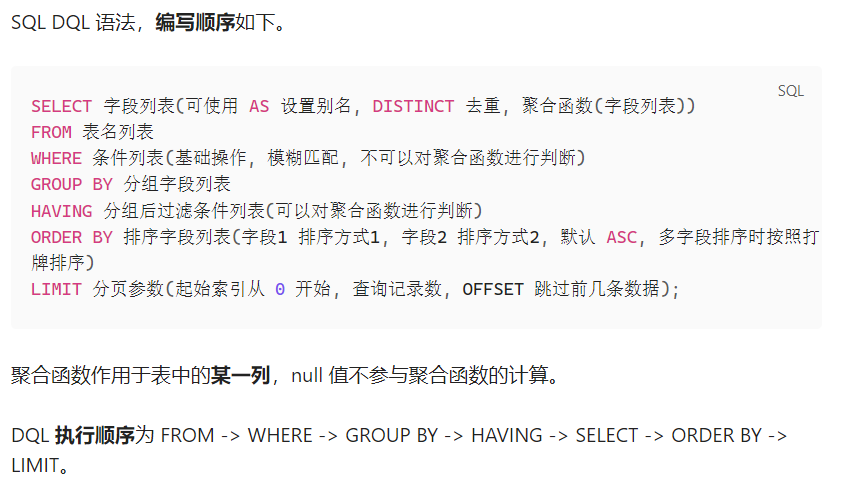 SQL DQL 语法，编写顺序如下。
SQL
SELECT 字段列表(可使用 AS 设置别名, DISTINCT 去重, 聚合函数(字段列表))
FROM 表名列表
WHERE 条件列表(基础操作, 模糊匹配, 不可以对聚合函数进行判断)
GROUP BY 分组字段列表
HAVING 分组后过滤条件列表(可以对聚合函数进行判断)
ORDER BY 排序字段列表(字段1 排序方式1, 字段2 排序方式2, 默认 ASC, 多字段排序时按照打
牌排序)
LIMIT 分页参数(起始索引从 0 开始, 查询记录数, OFFSET 跳过前几条数据);
聚合函数作用于表中的某一列，null 值不参与聚合函数的计算。
DQL 执行顺序为 FROM -> WHERE -> GROUP BY -> HAVING -> SELECT -> ORDER BY ->
LIMIT。